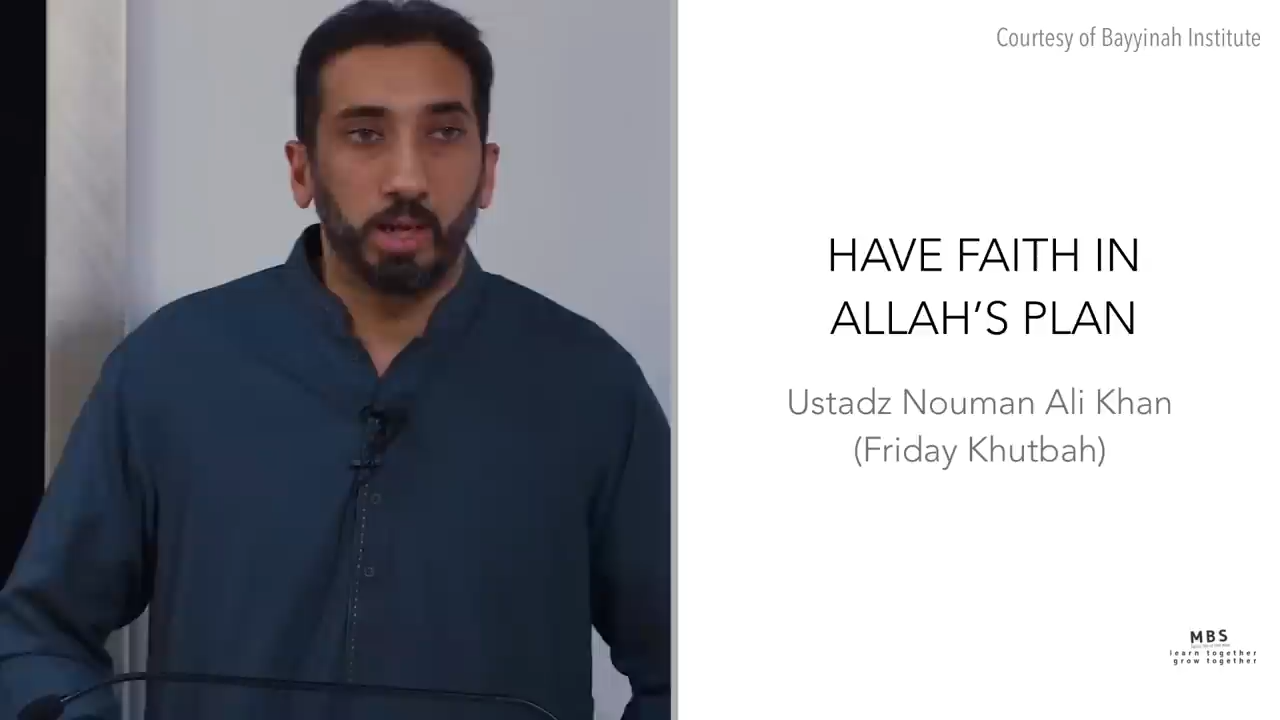 Courtesy of Bayyinah Institute
HAVE FAITH IN
ALLAH'S PLAN
Ustadz Nouman Ali Khan
(Friday Khutbah)
MBS
learn together
grow together